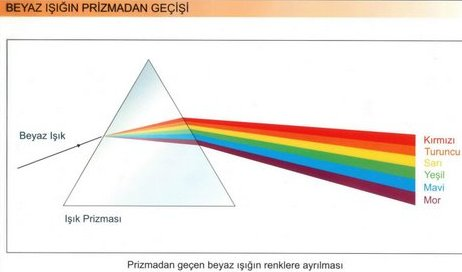 BEYAZ IŞIĞIN PRİZMADAN GEÇİŞİ
Beyaz Işık
Kırmızı
Turuncu
Sarı
Yeşil
Mavi
Mor
Işık Prizması
Prizmadan geçen beyaz ışığın renklere ayrılması